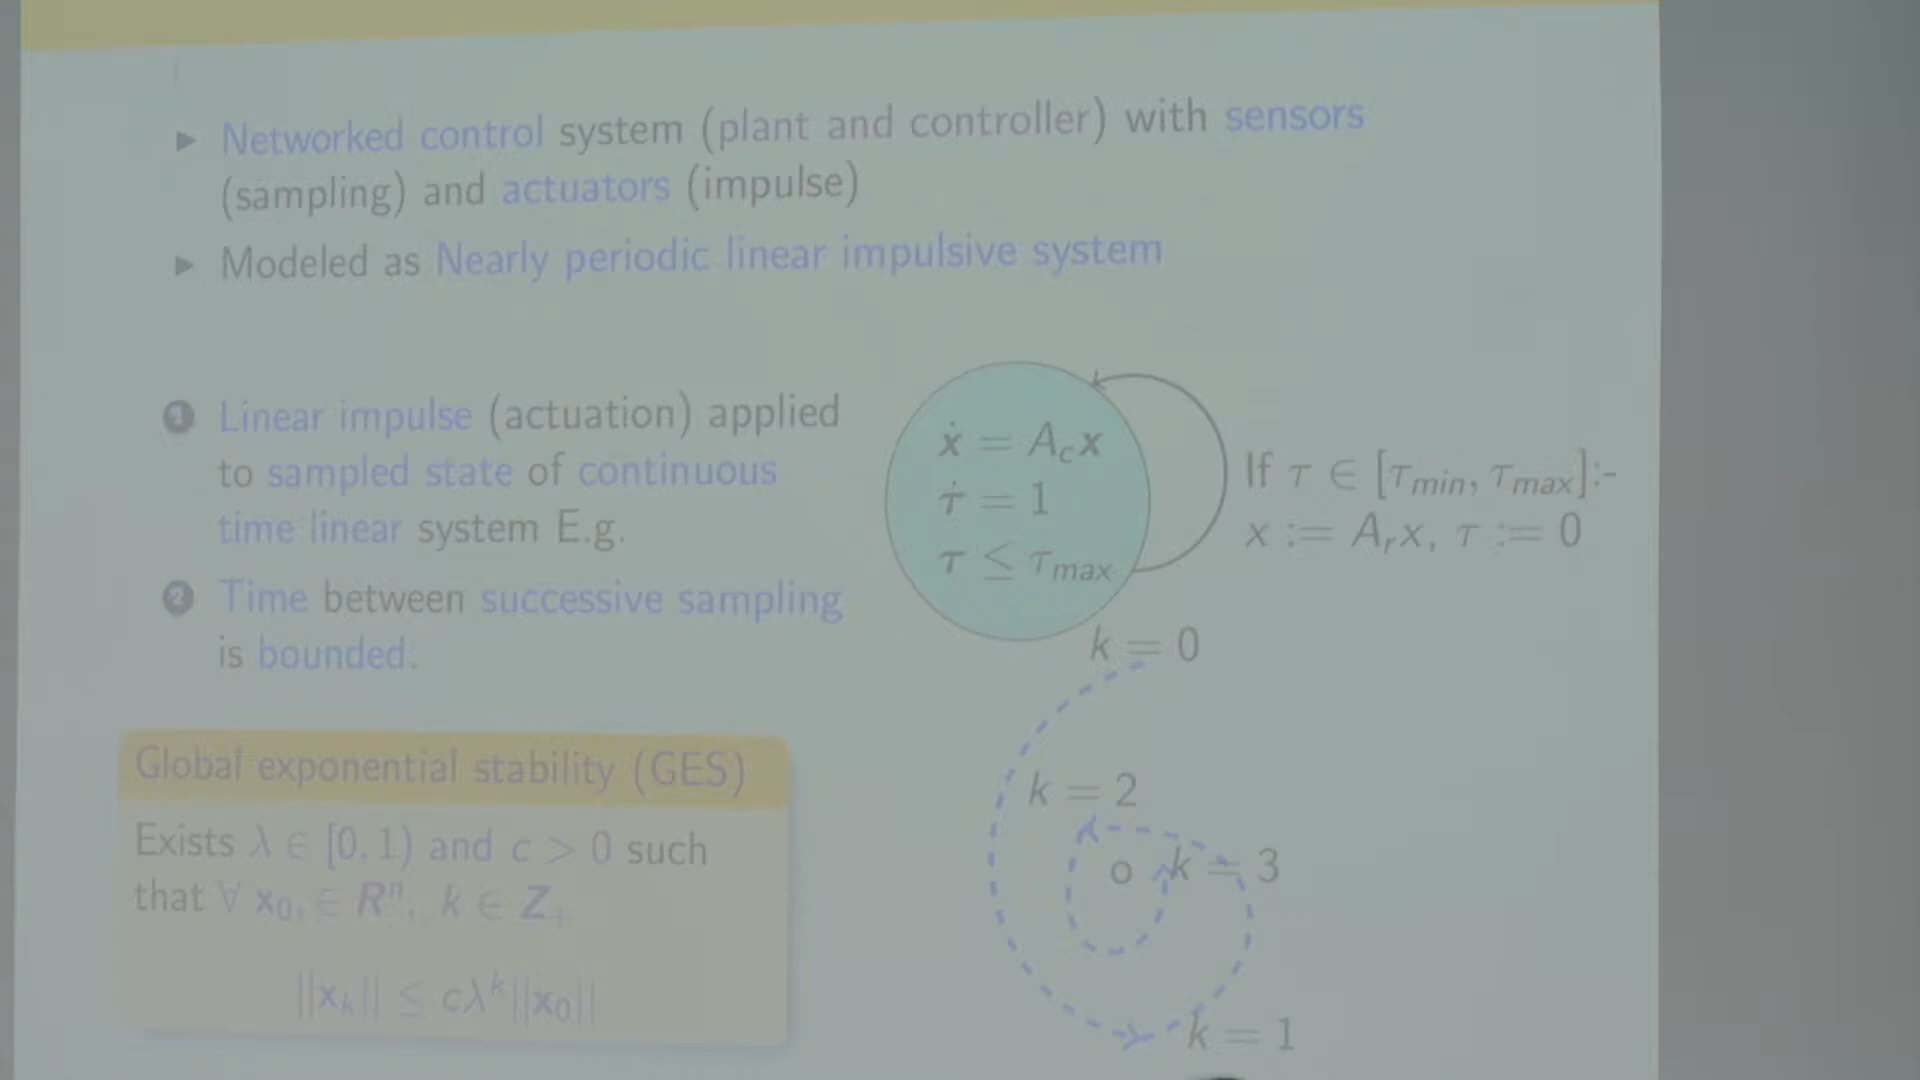 ▶ Networked control system (plant and controller) with sensors
(sampling) and actuators (impulse)
▶ Modeled as Nearly periodic linear impulsive system
1 Linear impulse (actuation) applied
to sampled state of continuous
time linear system E.g.
2 Time between successive sampling
is bounded.
ẋ = A_c x
τ̇ = 1
τ ≤ τ_max
If τ ∈ [τ_min, τ_max]:-
x := A_r x, τ := 0
Global exponential stability (GES)
Exists λ ∈ [0, 1) and c > 0 such
that ∀ x₀, ∈ Rⁿ, k ∈ Z₊
||x_k|| ≤ cλ^k||x₀||
k = 0
k = 2
o k = 3
k = 1